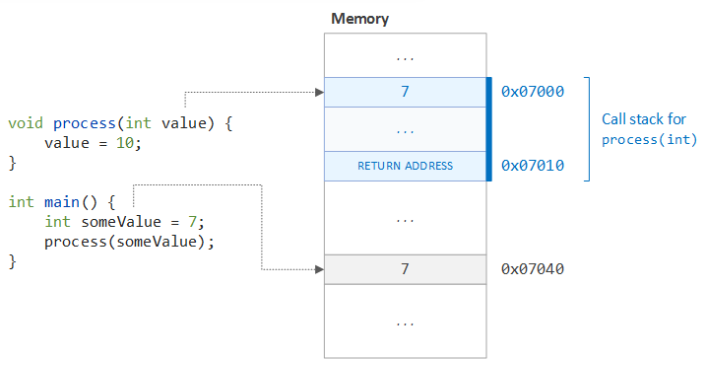 Memory
...
7 0x07000
...
RETURN ADDRESS 0x07010
Call stack for
process(int)
void process(int value) {
    value = 10;
}
int main() {
    int someValue = 7;
    process(someValue);
}
...
7 0x07040
...